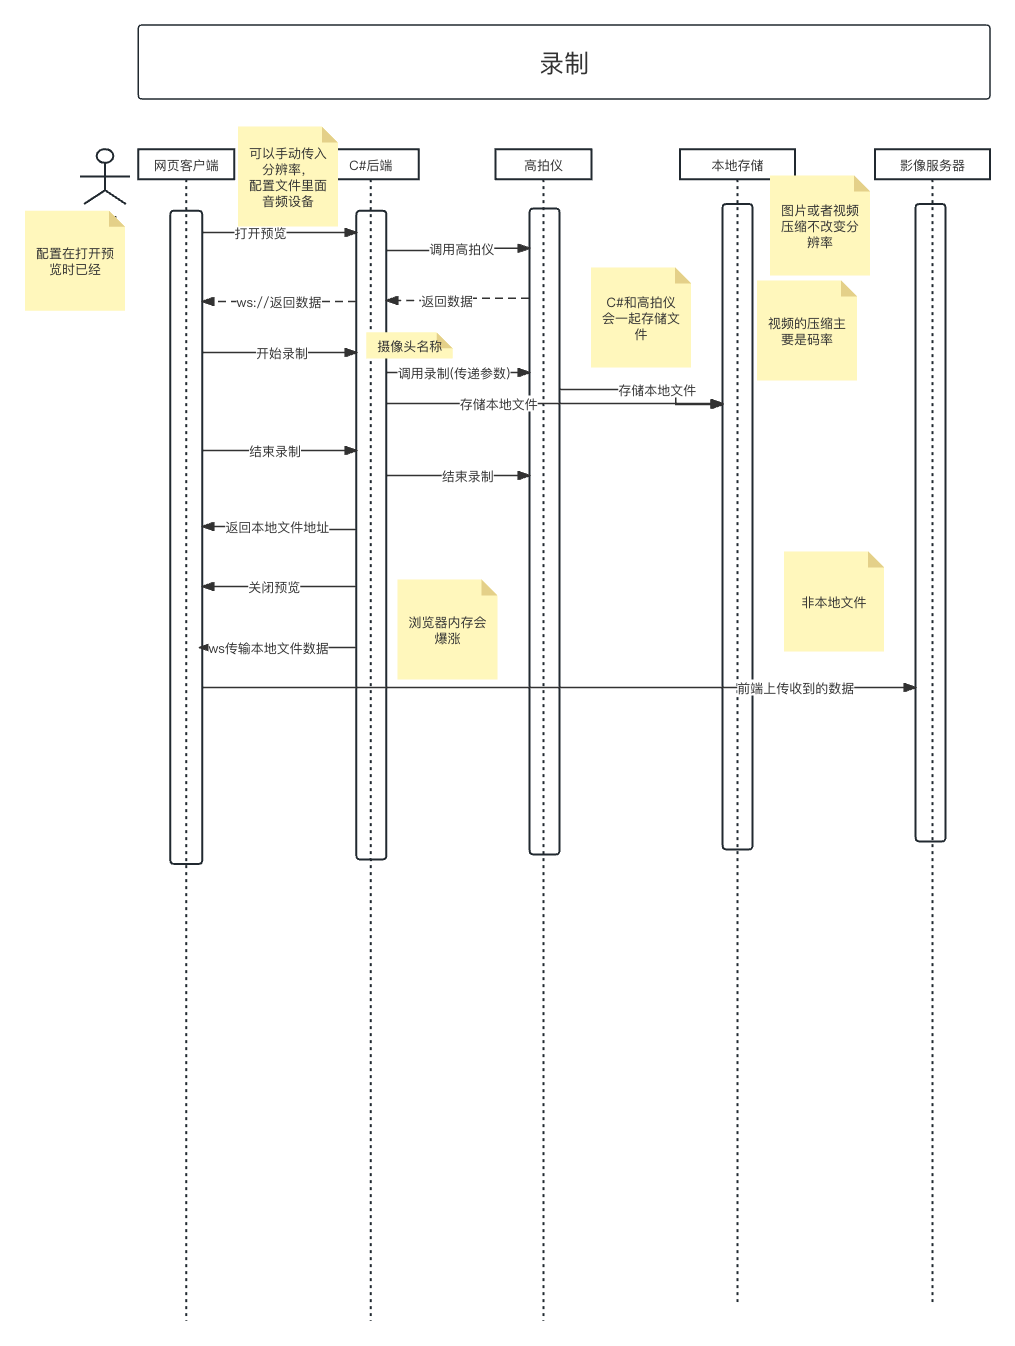 录制
网页客户端
可以手动传入
分辨率，
配置文件里面
音频设备
C#后端
高拍仪
本地存储
影像服务器
图片或者视频
压缩不改变分
辨率
配置在打开预
览时已经
打开预览
调用高拍仪
ws://返回数据
返回数据
C#和高拍仪
会一起存储文
件
视频的压缩主
要是码率
摄像头名称
开始录制
调用录制(传递参数)
存储本地文件
存储本地文件
结束录制
结束录制
返回本地文件地址
关闭预览
非本地文件
浏览器内存会
爆涨
ws传输本地文件数据
前端上传收到的数据